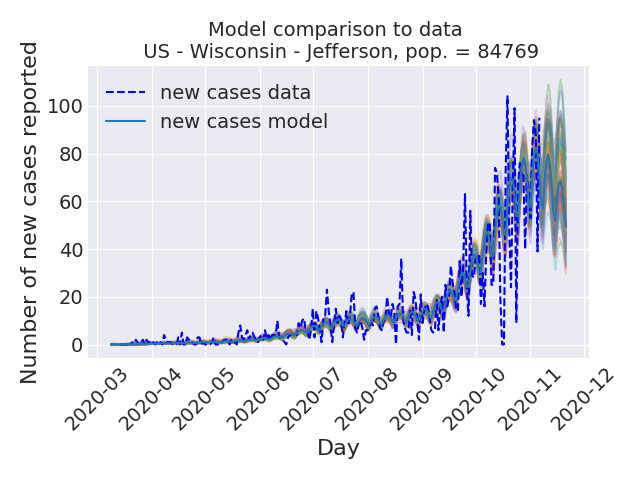 Model comparison to data
US - Wisconsin - Jefferson, pop. = 84769
Number of new cases reported
100
80
60
40
20
0
new cases data
new cases model
2020-03
2020-04
2020-05
2020-06
2020-07
2020-08
2020-09
2020-10
2020-11
2020-12
Day